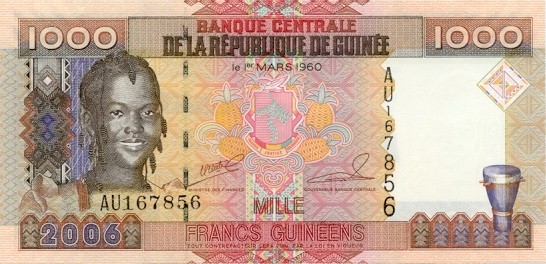 1000
BANQUE CENTRALE
1000
DE LA RÉPUBLIQUE DE GUINÉE
le 1er MARS 1960
AU167856
MINISTRE DES FINANCES
GOUVERNEUR BANQUE CENTRALE
AU167856
MILLE
2006
FRANCS GUINÉENS
TOUT CONTREFACTEUR SERA PUNI PAR LA LOI EN VIGUEUR